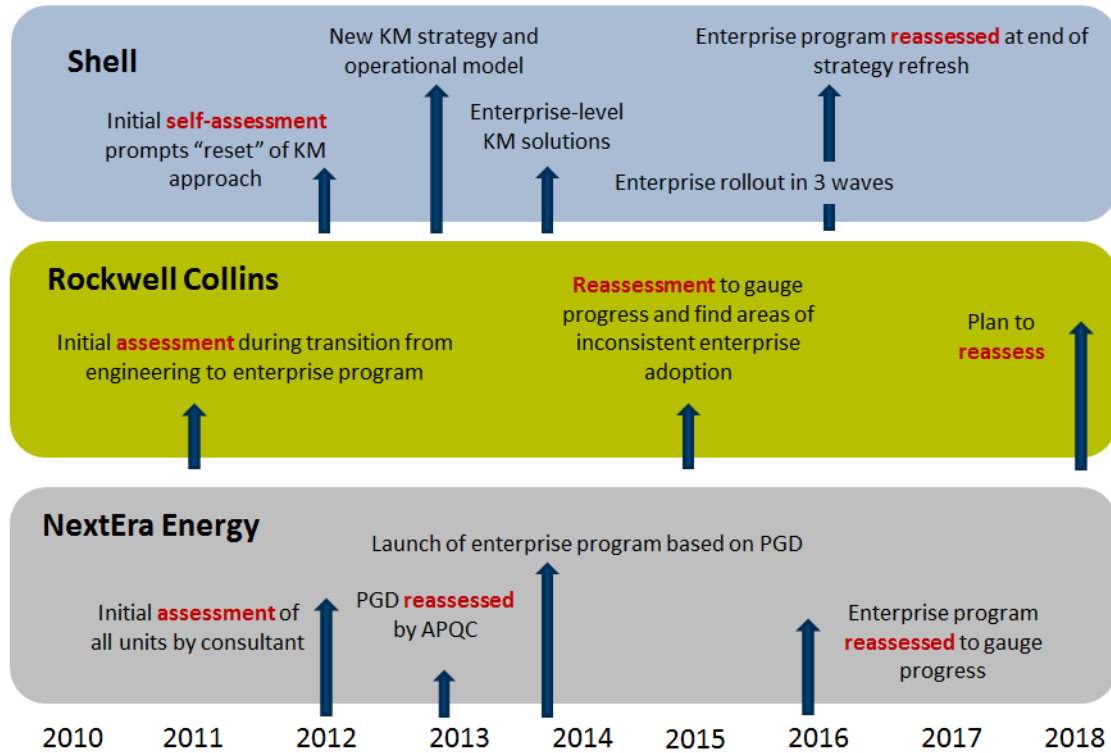 Shell
New KM strategy and
operational model
Enterprise program reassessed at end of
strategy refresh
Initial self-assessment
prompts “reset” of KM
approach
Enterprise-level
KM solutions
Enterprise rollout in 3 waves
Rockwell Collins
Initial assessment during transition from
engineering to enterprise program
Reassessment to gauge
progress and find areas of
inconsistent enterprise
adoption
Plan to
reassess
NextEra Energy
Launch of enterprise program based on PGD
Initial assessment of
all units by consultant
PGD reassessed
by APQC
Enterprise program
reassessed to gauge
progress
2010 2011 2012 2013 2014 2015 2016 2017 2018